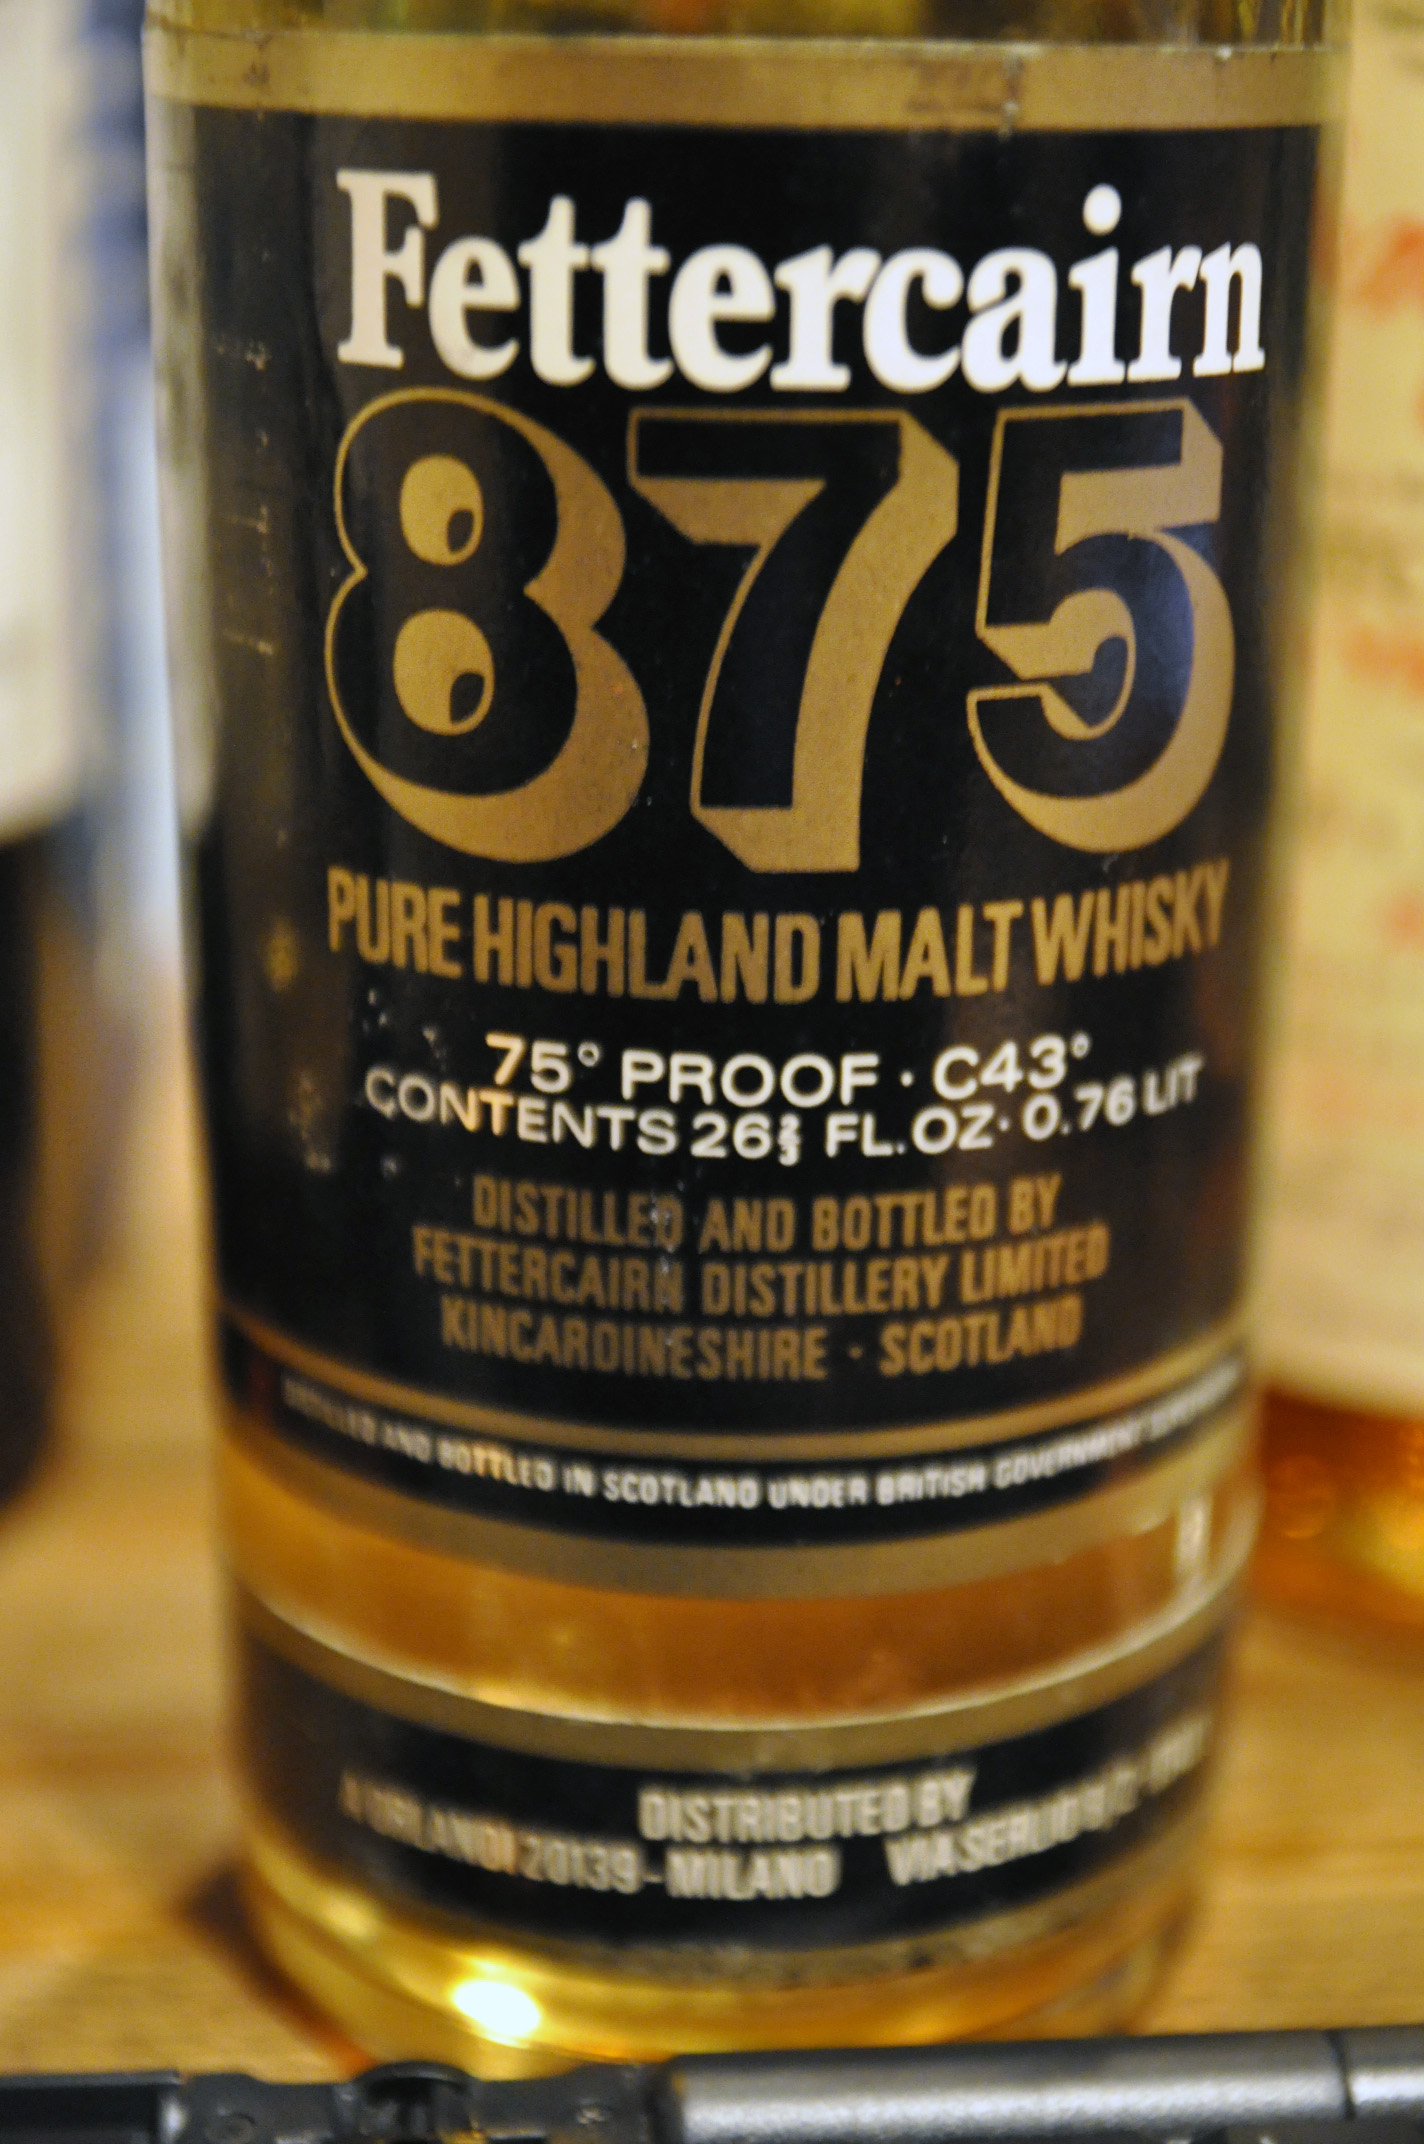 Fettercairn
875
PURE HIGHLAND MALT WHISKY
75° PROOF · C43°
CONTENTS 26⅔ FL.OZ· 0.76 LIT
DISTILLED AND BOTTLED BY
FETTERCAIRN DISTILLERY LIMITED
KINCARDINESHIRE · SCOTLAND
DISTILLED AND BOTTLED IN SCOTLAND UNDER BRITISH GOVERNMENT SUPERVISION
DISTRIBUTED BY
20139 - MILANO VIA